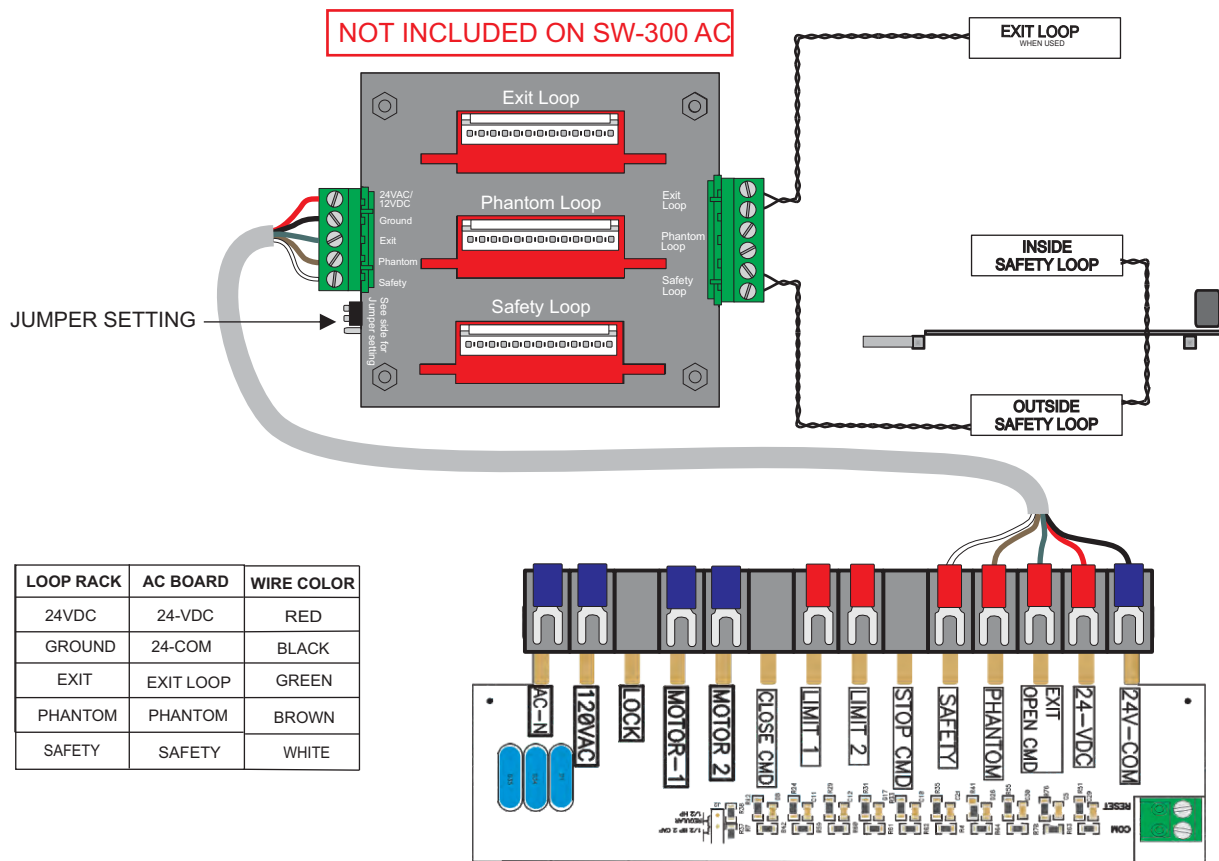 NOT INCLUDED ON SW-300 AC
EXIT LOOP
WHEN USED
Exit Loop
24VAC/
12VDC
Ground
Exit
Phantom
Safety
Phantom Loop
Exit
Loop
Phantom
Loop
Safety
Loop
INSIDE
SAFETY LOOP
Safety Loop
See side for
Jumper setting
JUMPER SETTING
OUTSIDE
SAFETY LOOP
LOOP RACK AC BOARD WIRE COLOR
24VDC 24-VDC RED
GROUND 24-COM BLACK
EXIT EXIT LOOP GREEN
PHANTOM PHANTOM BROWN
SAFETY SAFETY WHITE
AC-N
120VAC
LOCK
MOTOR-1
MOTOR 2
CLOSE CMD
LIMIT 1
LIMIT 2
STOP CMD
SAFETY
PHANTOM
EXIT
OPEN CMD
24-VDC
24V-COM
RESET
COM